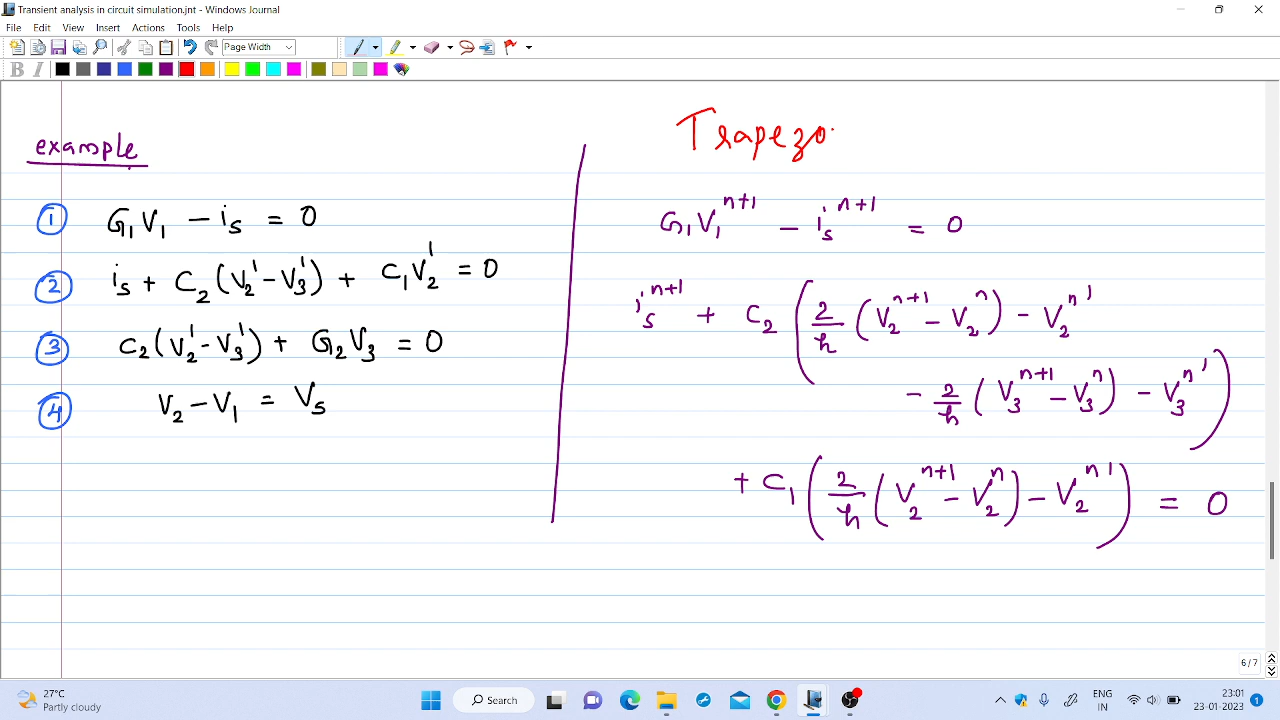 Transient analysis in circuit simulation.jnt - Windows Journal
File Edit View Insert Actions Tools Help
Page Width
B I
example
① G₁V₁ - iₛ = 0
② iₛ + C₂(V₂' - V₃') + C₁V₂' = 0
③ C₂(V₂' - V₃') + G₂V₃ = 0
④ V₂ - V₁ = Vₛ
Trapezo
G₁V₁ⁿ⁺¹ - iₛⁿ⁺¹ = 0
iₛⁿ⁺¹ + C₂(2/h (V₂ⁿ⁺¹ - V₂ⁿ) - V₂ⁿ'
- 2/h (V₃ⁿ⁺¹ - V₃ⁿ) - V₃ⁿ')
+ C₁(2/h (V₂ⁿ⁺¹ - V₂ⁿ) - V₂ⁿ') = 0
6/7
27°C
Partly cloudy
Search
ENG
IN
23:01
23-01-2023
1